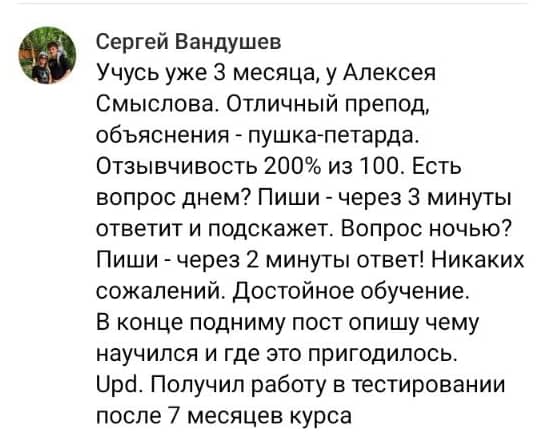 Сергей Вандушев
Учусь уже 3 месяца, у Алексея
Смыслова. Отличный препод,
объяснения - пушка-петарда.
Отзывчивость 200% из 100. Есть
вопрос днем? Пиши - через 3 минуты
ответит и подскажет. Вопрос ночью?
Пиши - через 2 минуты ответ! Никаких
сожалений. Достойное обучение.
В конце подниму пост опишу чему
научился и где это пригодилось.
Upd. Получил работу в тестировании
после 7 месяцев курса